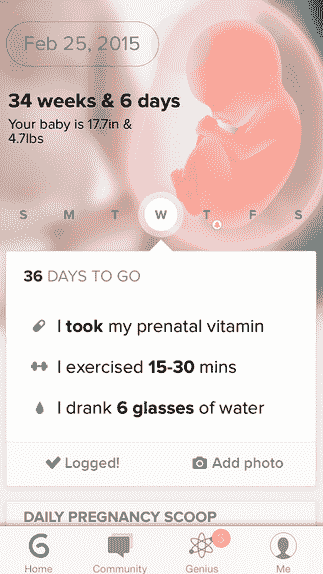 Feb 25, 2015
34 weeks & 6 days
Your baby is 17.7in &
4.7lbs
S M T W T F S
36 DAYS TO GO
I took my prenatal vitamin
I exercised 15-30 mins
I drank 6 glasses of water
Logged! Add photo
DAILY PREGNANCY SCOOP
Home Community Genius Me